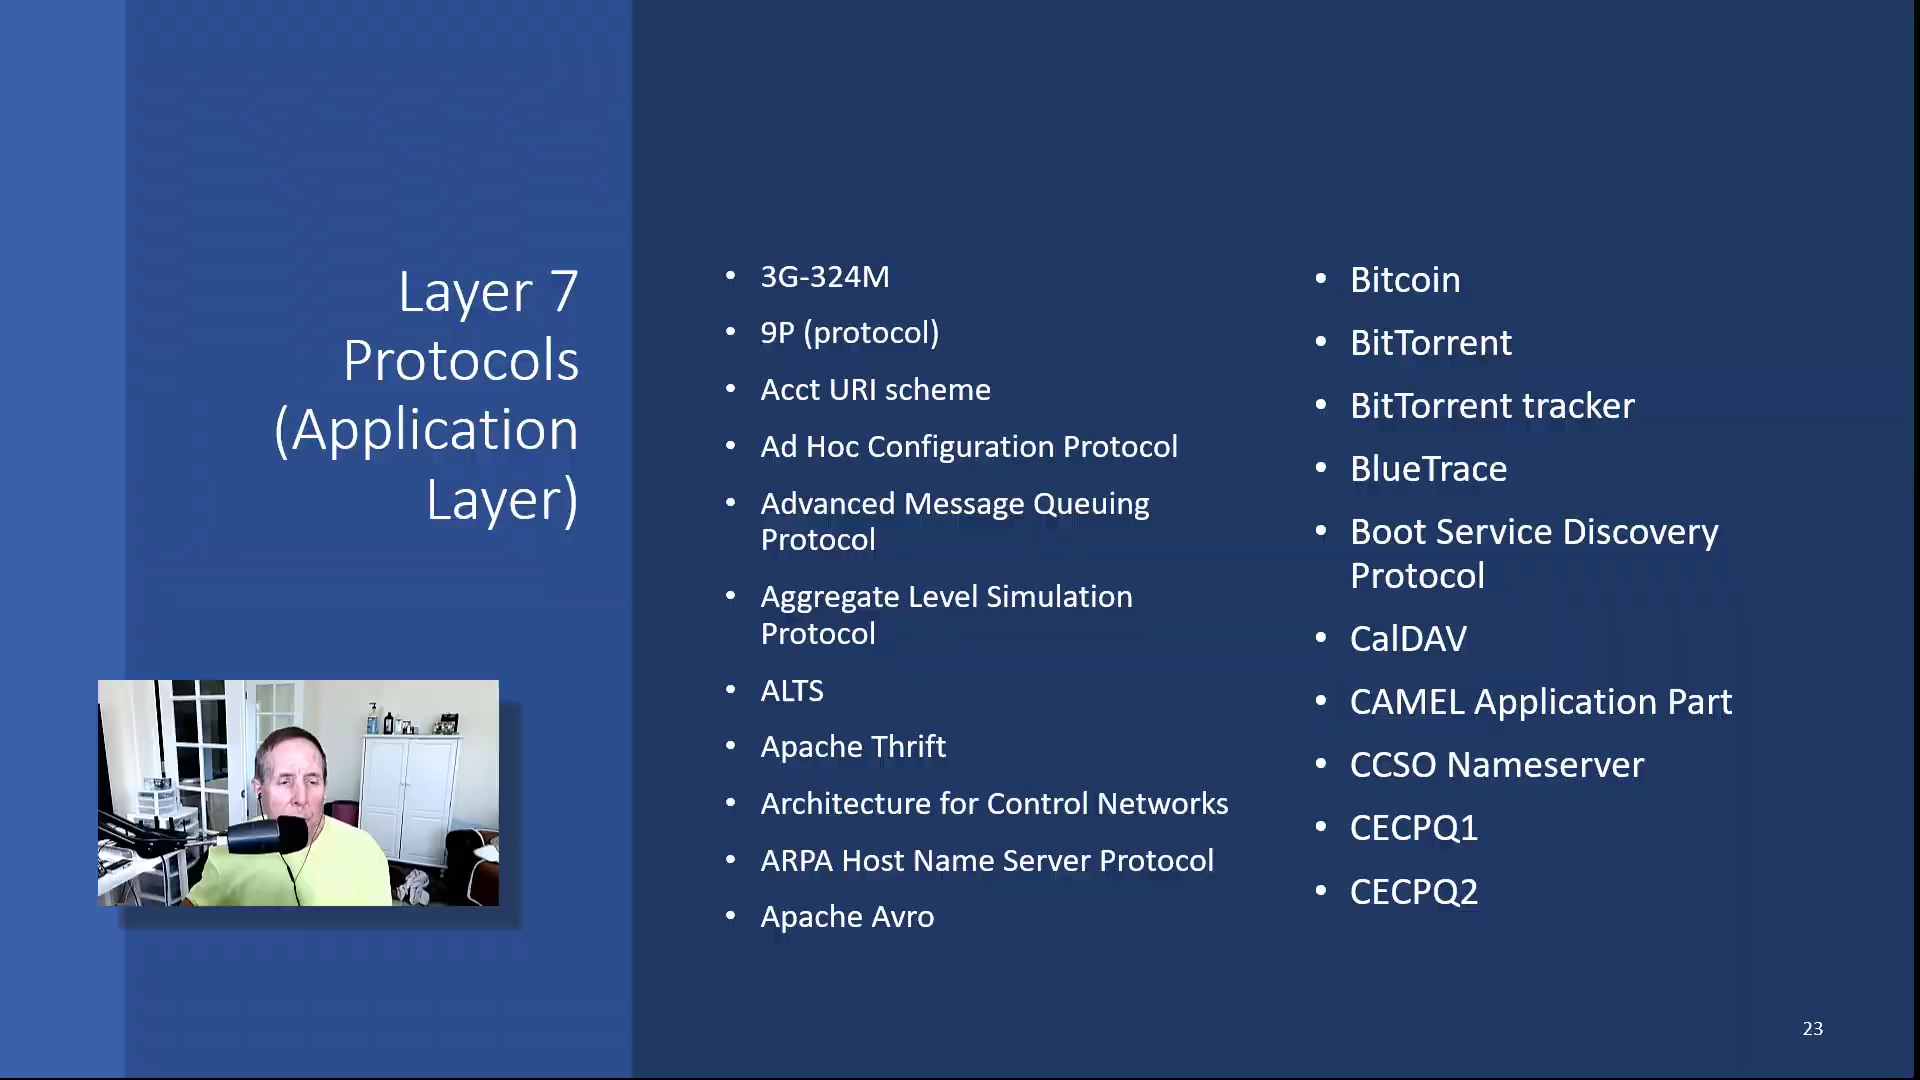 Layer 7
Protocols
(Application
Layer)
• 3G-324M
• 9P (protocol)
• Acct URI scheme
• Ad Hoc Configuration Protocol
• Advanced Message Queuing
Protocol
• Aggregate Level Simulation
Protocol
• ALTS
• Apache Thrift
• Architecture for Control Networks
• ARPA Host Name Server Protocol
• Apache Avro
• Bitcoin
• BitTorrent
• BitTorrent tracker
• BlueTrace
• Boot Service Discovery
Protocol
• CalDAV
• CAMEL Application Part
• CCSO Nameserver
• CECPQ1
• CECPQ2
23